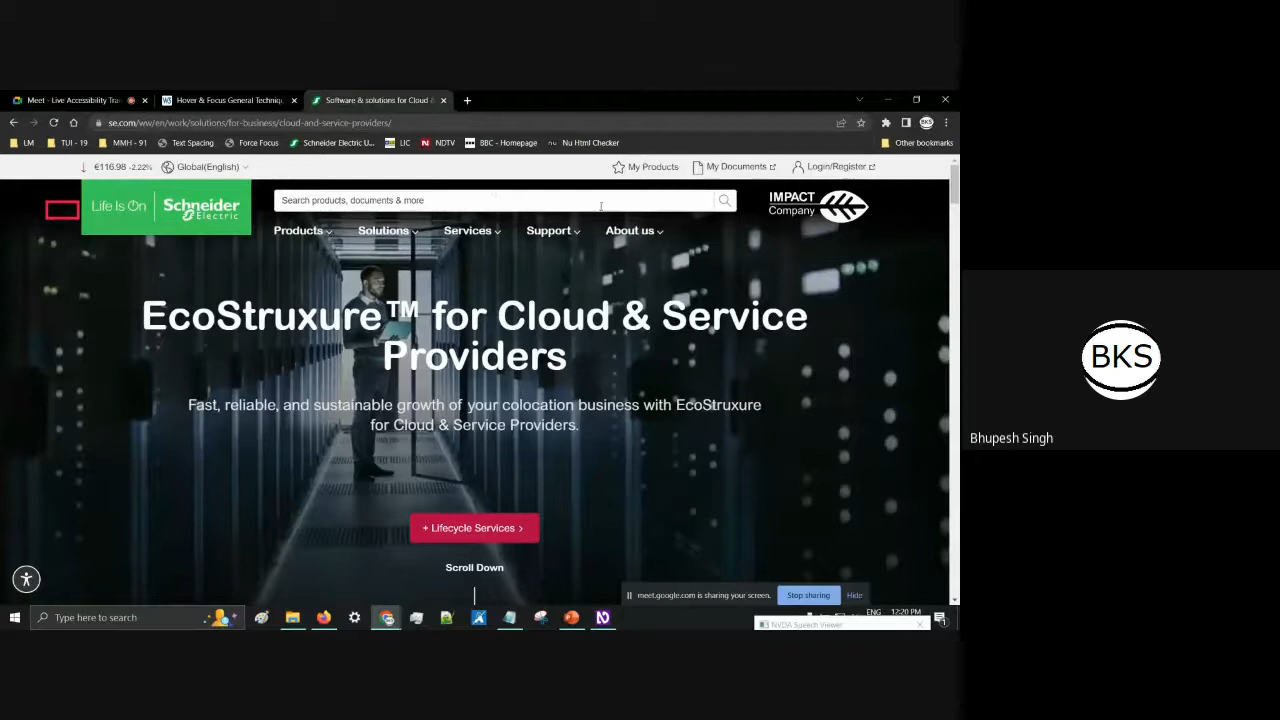 Meet - Live Accessibility Tra
Hover & Focus General Techniqu
Software & solutions for Cloud &
se.com/ww/en/work/solutions/for-business/cloud-and-service-providers/
LM
TUI - 19
MMH - 91
Text Spacing
Force Focus
Schneider Electric U...
LIC
NDTV
BBC - Homepage
Nu Html Checker
Other bookmarks
€116.98 -2.22%
Global(English)
My Products
My Documents
Login/Register
Life Is On
Schneider
Electric
Search products, documents & more
IMPACT
Company
Products
Solutions
Services
Support
About us
EcoStruxure™ for Cloud & Service
Providers
Fast, reliable, and sustainable growth of your colocation business with EcoStruxure
for Cloud & Service Providers.
+ Lifecycle Services >
Scroll Down
meet.google.com is sharing your screen.
Stop sharing
Hide
Type here to search
ENG
12:20 PM
NVDA Speech Viewer
BKS
Bhupesh Singh